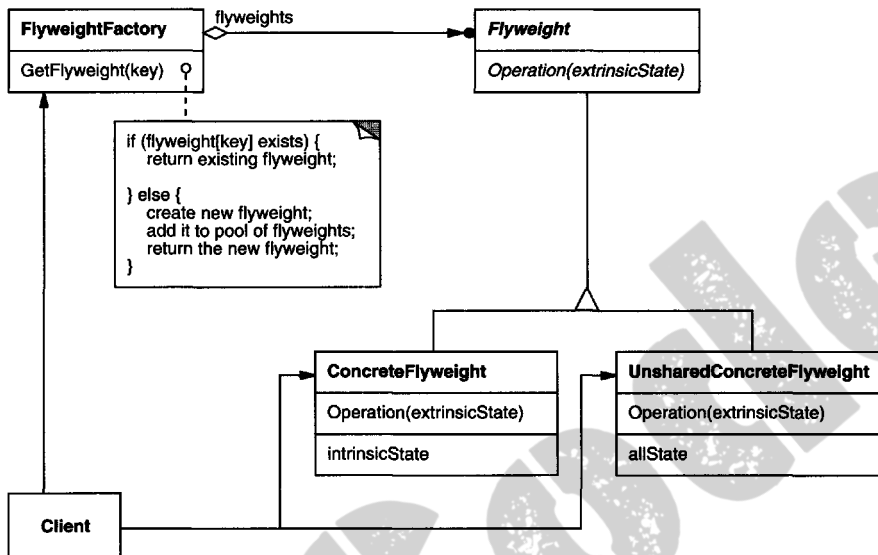 flyweights
FlyweightFactory
Flyweight
GetFlyweight(key)
Operation(extrinsicState)
if (flyweight[key] exists) {
return existing flyweight;
} else {
create new flyweight;
add it to pool of flyweights;
return the new flyweight;
}
ConcreteFlyweight
UnsharedConcreteFlyweight
Operation(extrinsicState)
Operation(extrinsicState)
intrinsicState
allState
Client